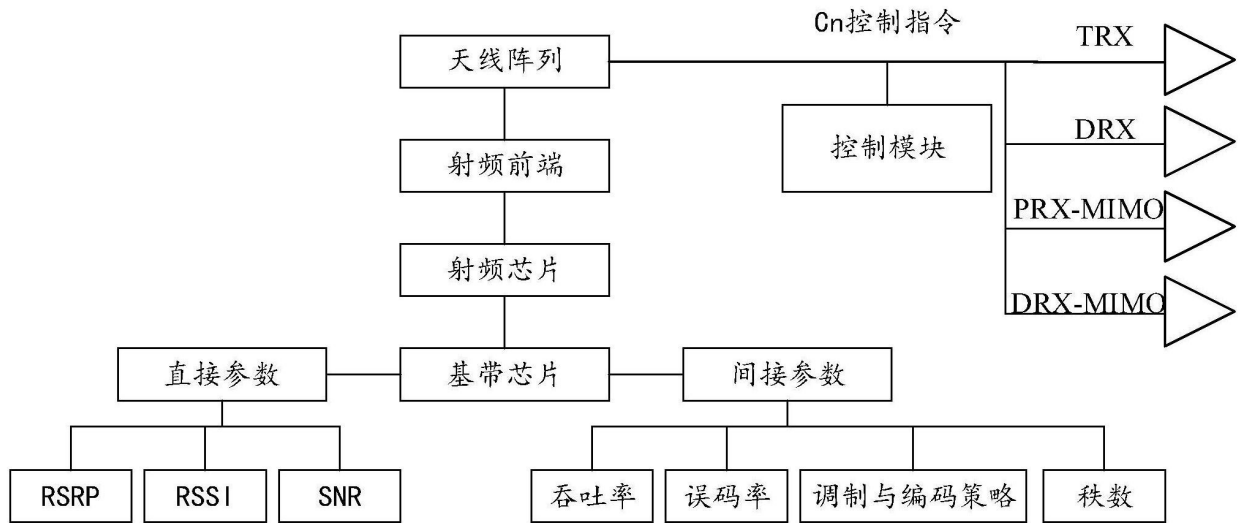 Cn控制指令
TRX
天线阵列
DRX
控制模块
射频前端
PRX-MIMO
射频芯片
DRX-MIMO
直接参数
基带芯片
间接参数
RSRP
RSSI
SNR
吞吐率
误码率
调制与编码策略
秩数